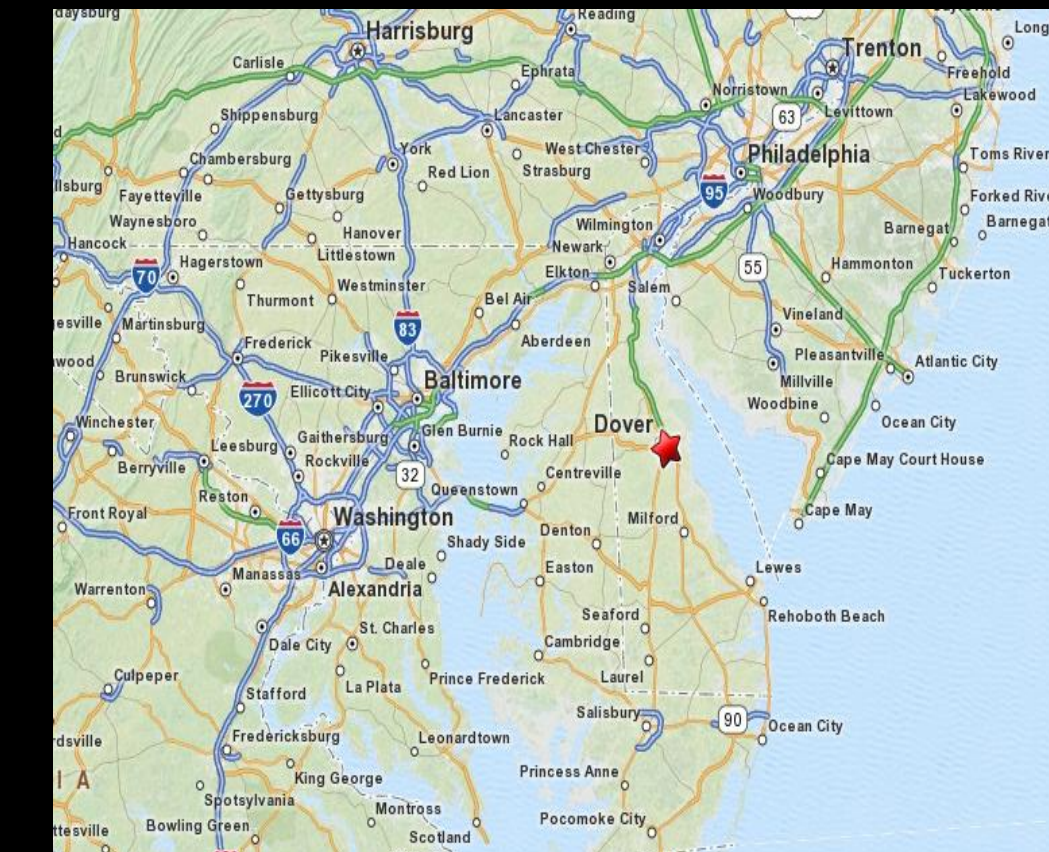 Harrisburg
Reading
Long
Trenton
Carlisle
Ephrata
Freehold
Norristown
Lakewood
Shippensburg
Lancaster
63
Levittown
York
West Chester
Philadelphia
Toms River
Chambersburg
Red Lion
Strasburg
Fayetteville
Gettysburg
95
Woodbury
Forked Rive
Waynesboro
Hanover
Wilmington
Barnegat
Barnegat
Hancock
Littlestown
Newark
Hagerstown
70
Elkton
55
Hammonton
Tuckerton
Thurmont
Westminster
Bel Air
Salem
Martinsburg
83
Aberdeen
Vineland
Frederick
Pikesville
Pleasantville
Atlantic City
Brunswick
Ellicott City
Baltimore
Millville
270
Woodbine
Winchester
Dover
Ocean City
Leesburg
Gaithersburg
Glen Burnie
Rock Hall
Berryville
Rockville
32
Centreville
Cape May Court House
Reston
Queenstown
Front Royal
Washington
Milford
Cape May
66
Denton
Shady Side
Manassas
Deale
Easton
Lewes
Warrenton
Alexandria
Seaford
Rehoboth Beach
Dale City
St. Charles
Cambridge
Culpeper
La Plata
Prince Frederick
Laurel
Stafford
Salisbury
90
Ocean City
Fredericksburg
Leonardtown
I A
King George
Princess Anne
Spotsylvania
Montross
Bowling Green
Scotland
Pocomoke City